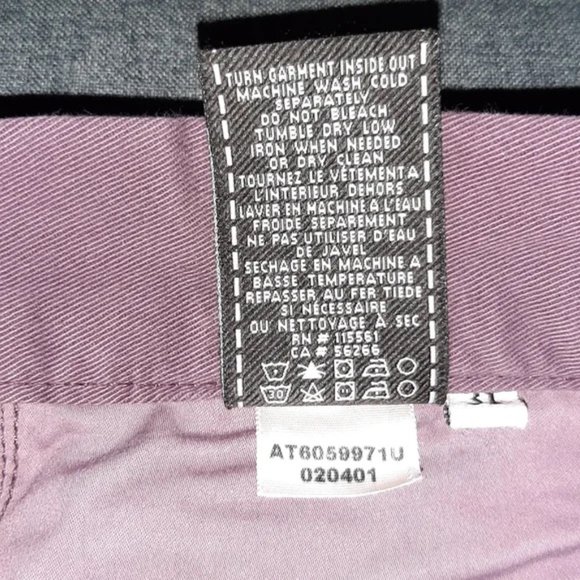 TURN GARMENT INSIDE OUT
MACHINE WASH COLD
SEPARATELY
DO NOT BLEACH
TUMBLE DRY LOW
IRON WHEN NEEDED
OR DRY CLEAN
TOURNEZ LE VÉTEMENT A
L'INTERIEUR DEHORS
LAVER EN MACHINE A L'EAU
FROIDE SEPAREMENT
NE PAS UTILISER D'EAU
DE JAVEL
SECHAGE EN MACHINE A
BASSE TEMPERATURE
REPASSER AU FER TIEDE
SI NÉCESSAIRE
OU NETTOYAGE À SEC
RN # 115561
CA # 56266
30
AT6059971U
020401